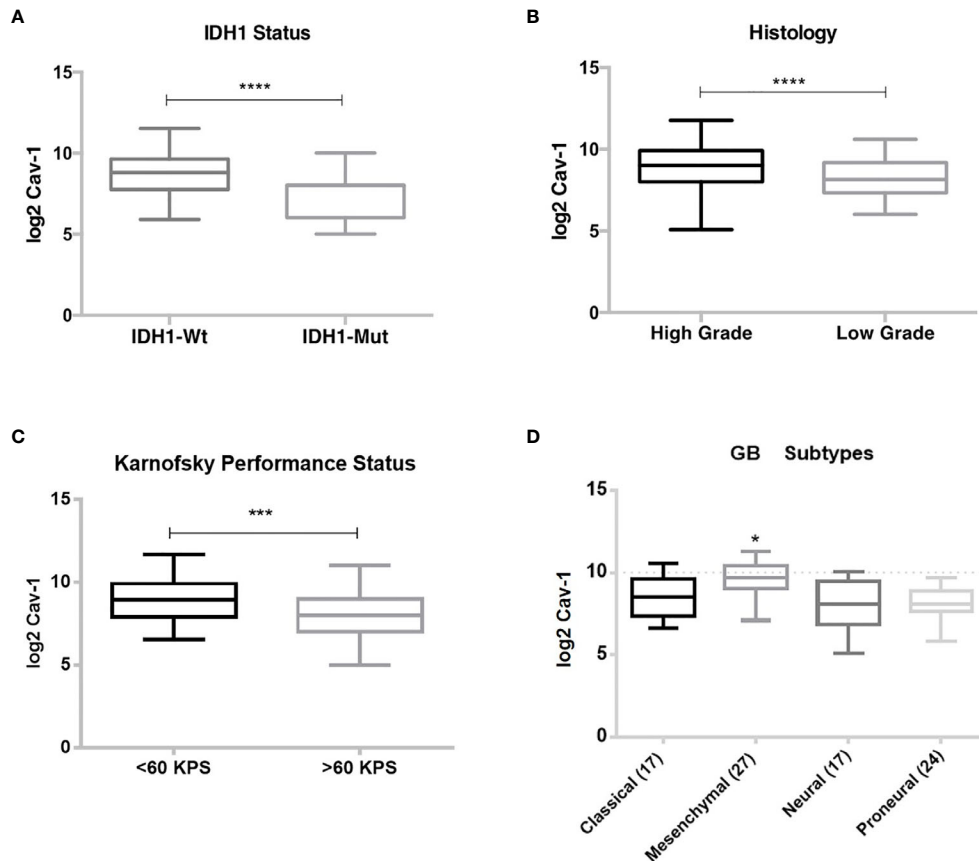 A
IDH1 Status
log2 Cav-1
15
10
5
0
****
IDH1-Wt
IDH1-Mut
B
Histology
log2 Cav-1
15
10
5
0
****
High Grade
Low Grade
C
Karnofsky Performance Status
log2 Cav-1
15
10
5
0
***
<60 KPS
>60 KPS
D
GB Subtypes
log2 Cav-1
15
10
5
0
*
Classical (17)
Mesenchymal (27)
Neural (17)
Proneural (24)